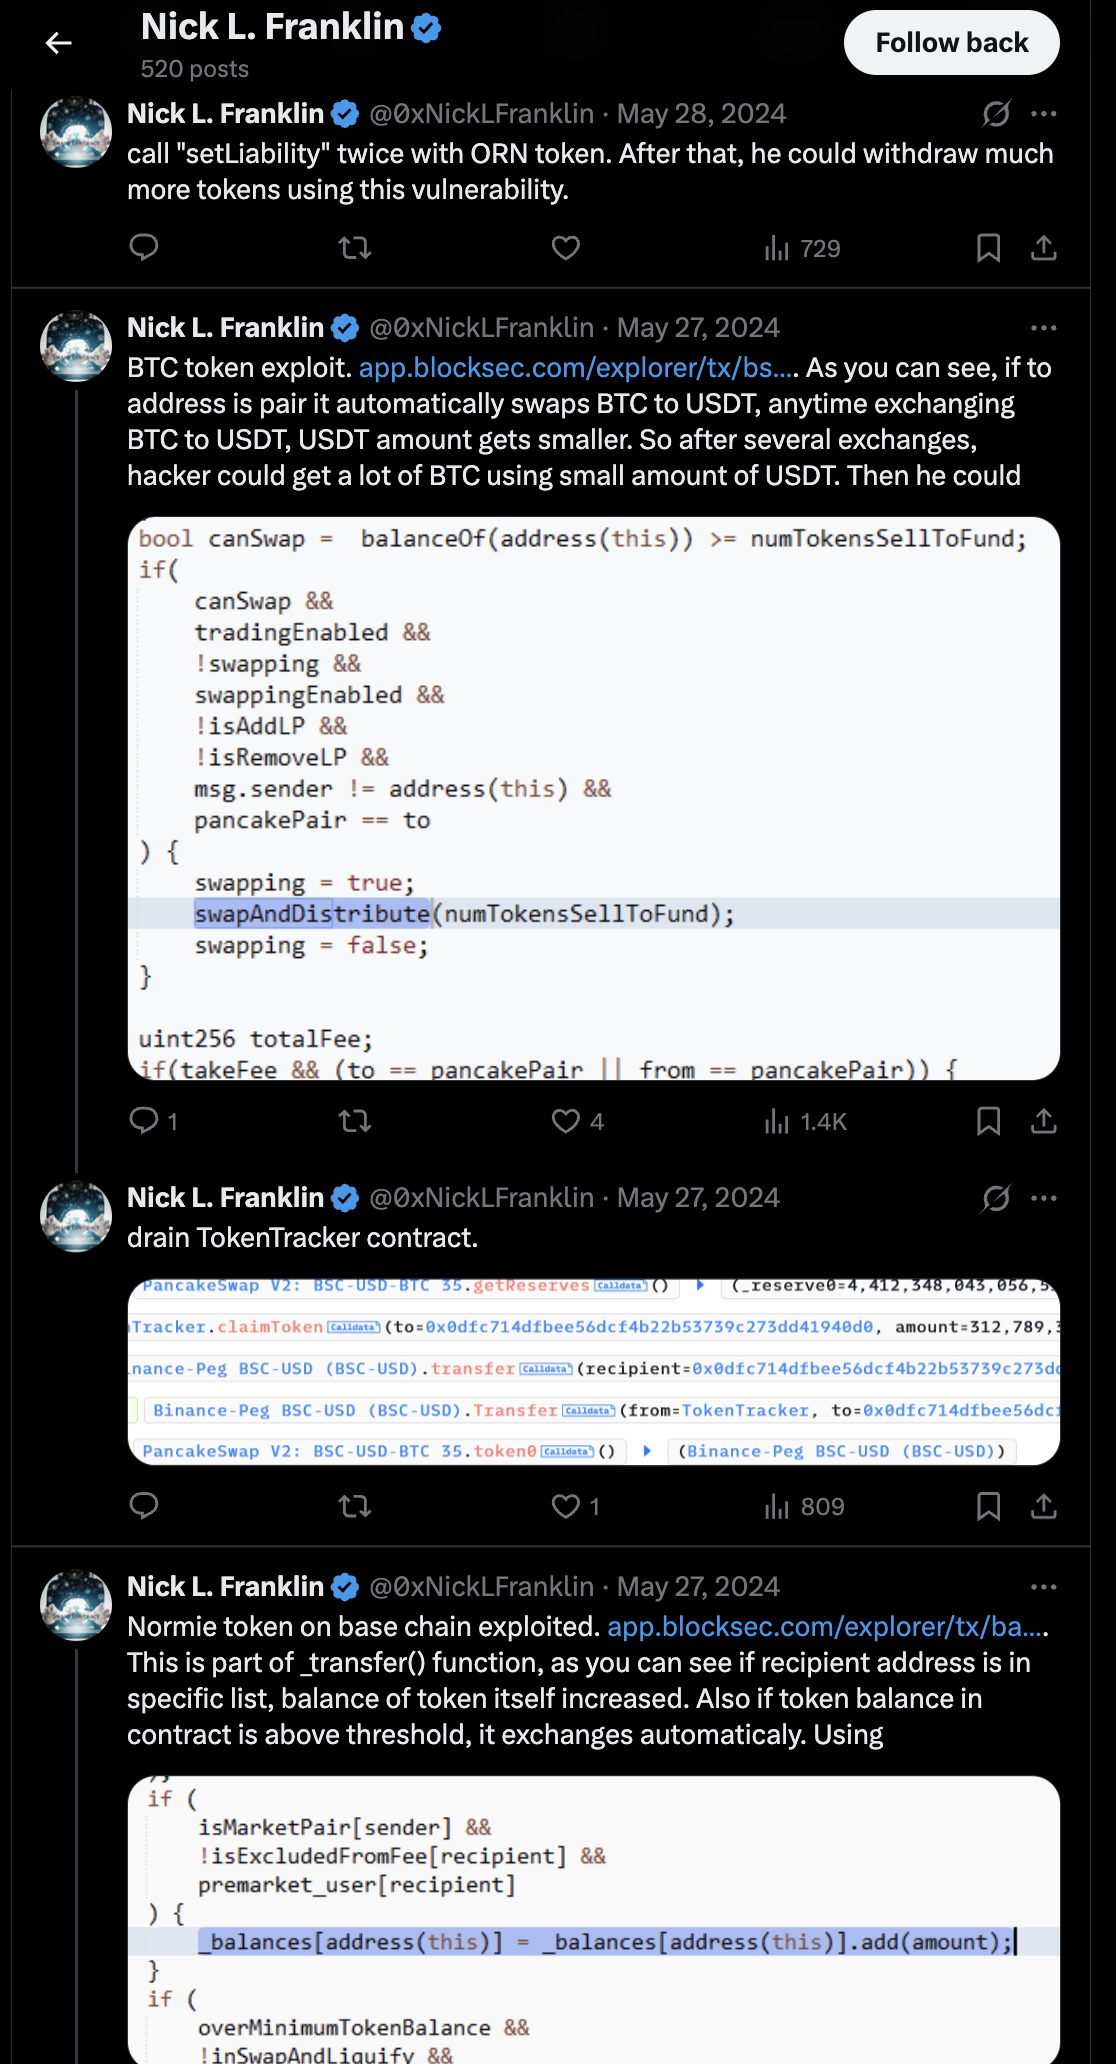 Nick L. Franklin
520 posts
Follow back
Nick L. Franklin @0xNickLFranklin · May 28, 2024
call "setLiability" twice with ORN token. After that, he could withdraw much
more tokens using this vulnerability.
729
Nick L. Franklin @0xNickLFranklin · May 27, 2024
BTC token exploit. app.blocksec.com/explorer/tx/bs.... As you can see, if to
address is pair it automatically swaps BTC to USDT, anytime exchanging
BTC to USDT, USDT amount gets smaller. So after several exchanges,
hacker could get a lot of BTC using small amount of USDT. Then he could
bool canSwap = balanceOf(address(this)) >= numTokensSellToFund;
if(
canSwap &&
tradingEnabled &&
!swapping &&
swappingEnabled &&
!isAddLP &&
!isRemoveLP &&
msg.sender != address(this) &&
pancakePair == to
) {
swapping = true;
swapAndDistribute(numTokensSellToFund);
swapping = false;
}
uint256 totalFee;
if(takeFee && (to == pancakePair || from == pancakePair)) {
1 4 1.4K
Nick L. Franklin @0xNickLFranklin · May 27, 2024
drain TokenTracker contract.
PancakeSwap V2: BSC-USD-BTC 35.getReserves Calldata () (_reserve0=4,412,348,043,056,5
Tracker.claimToken Calldata (to=0x0dfc714dfbee56dcf4b22b53739c273dd41940d0, amount=312,789,3
nance-Peg BSC-USD (BSC-USD).transfer Calldata (recipient=0x0dfc714dfbee56dcf4b22b53739c273d
Binance-Peg BSC-USD (BSC-USD).Transfer Calldata (from=TokenTracker, to=0x0dfc714dfbee56dc
PancakeSwap V2: BSC-USD-BTC 35.token0 Calldata () (Binance-Peg BSC-USD (BSC-USD))
1 809
Nick L. Franklin @0xNickLFranklin · May 27, 2024
Normie token on base chain exploited. app.blocksec.com/explorer/tx/ba....
This is part of _transfer() function, as you can see if recipient address is in
specific list, balance of token itself increased. Also if token balance in
contract is above threshold, it exchanges automaticaly. Using
if (
isMarketPair[sender] &&
!isExcludedFromFee[recipient] &&
premarket_user[recipient]
) {
_balances[address(this)] = _balances[address(this)].add(amount);
}
if (
overMinimumTokenBalance &&
!inSwapAndLiquify &&